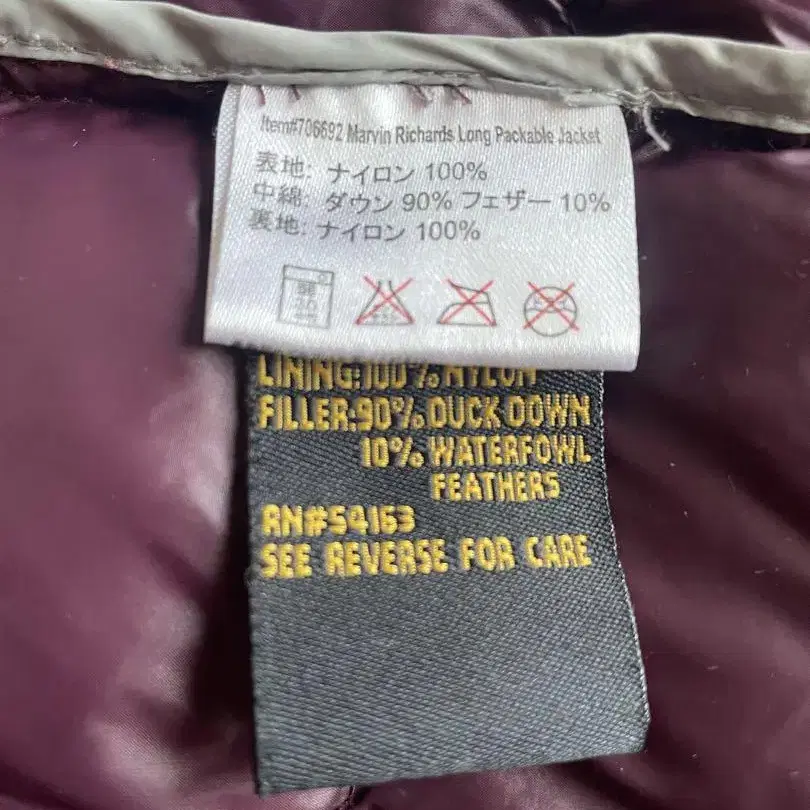 Item#706692 Marvin Richards Long Packable Jacket
表地: ナイロン 100%
中綿: ダウン 90% フェザー 10%
裏地: ナイロン 100%
LINING:100% NYLON
FILLER:90% DUCK DOWN
10% WATERFOWL
FEATHERS
RN#54163
SEE REVERSE FOR CARE